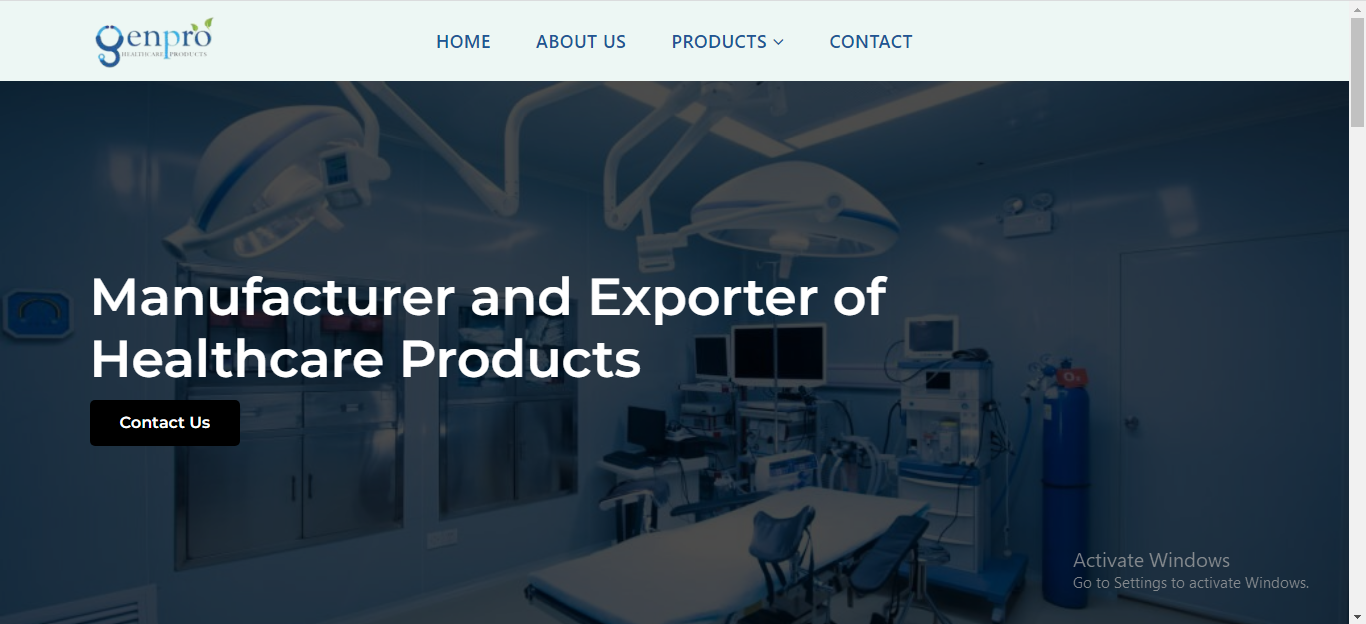 genpro
HEALTHCARE PRODUCTS
HOME ABOUT US PRODUCTS CONTACT
Manufacturer and Exporter of
Healthcare Products
Contact Us
Activate Windows
Go to Settings to activate Windows.